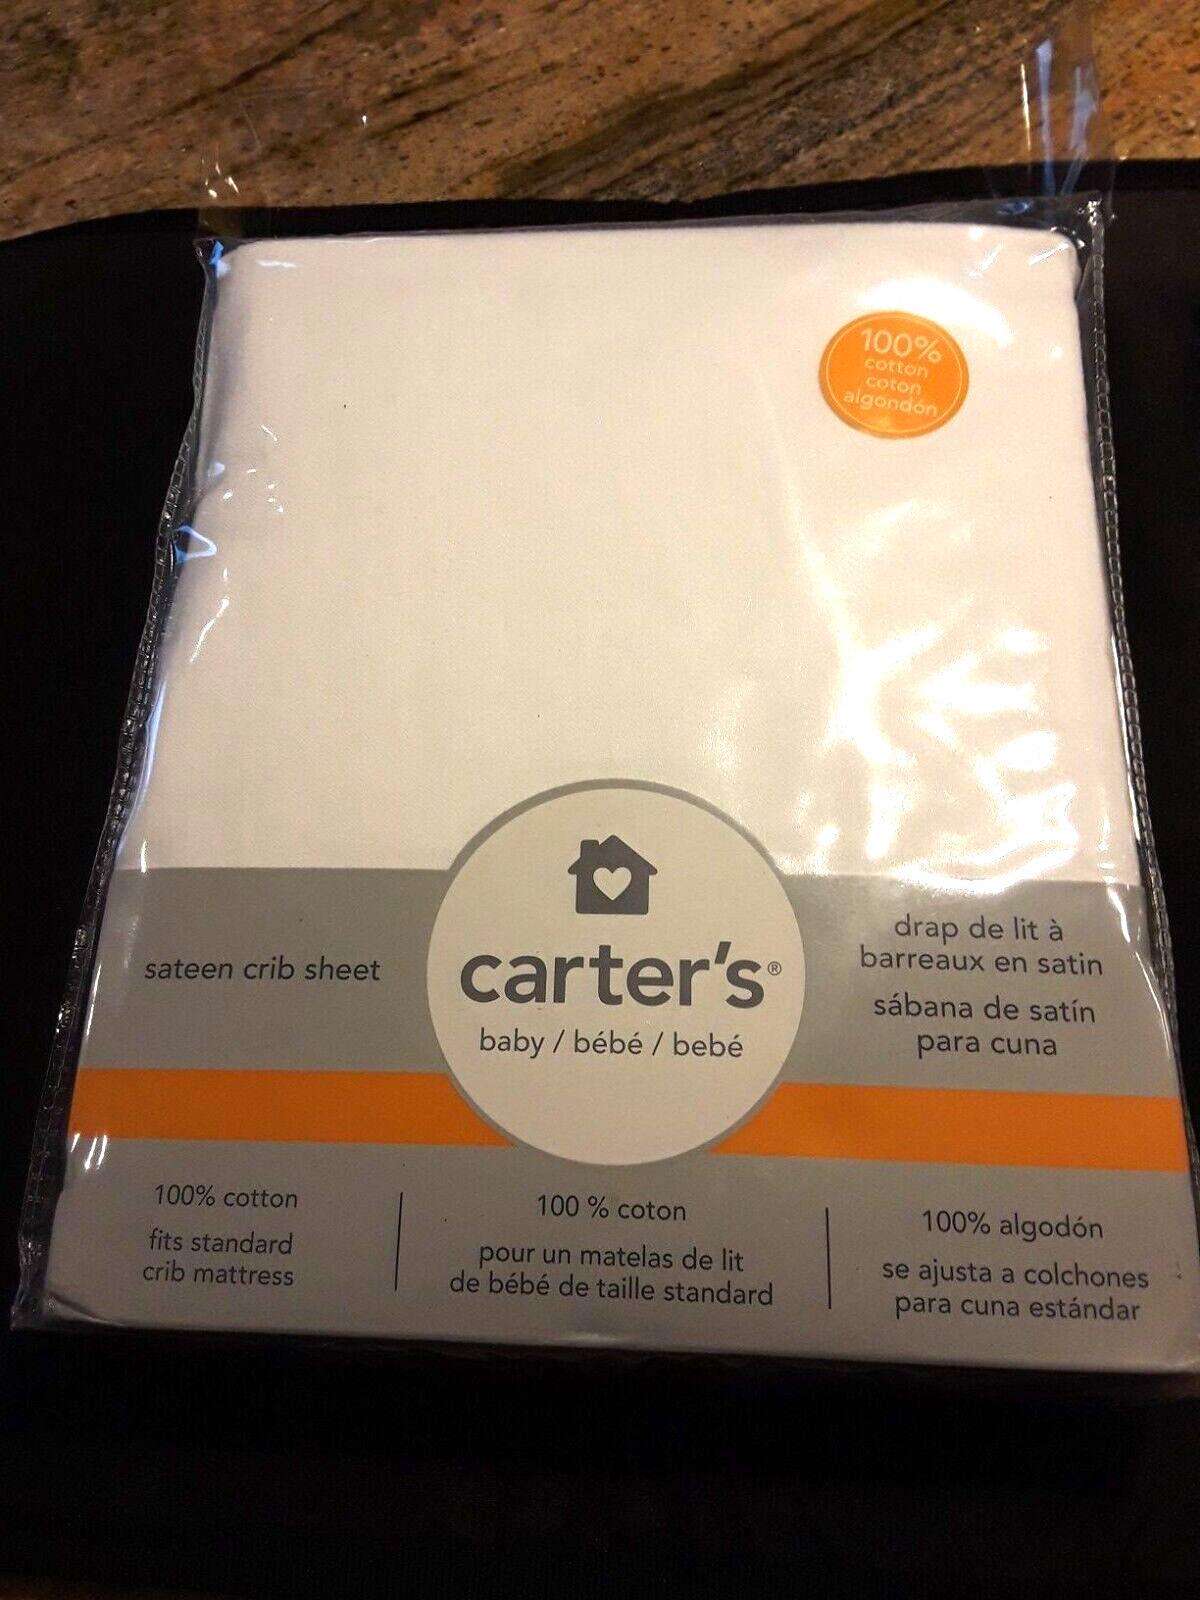 100%
cotton
coton
algondón
carter's®
baby / bébé / bebé
sateen crib sheet
drap de lit à
barreaux en satin
sábana de satín
para cuna
100% cotton
fits standard
crib mattress
100 % coton
pour un matelas de lit
de bébé de taille standard
100% algodón
se ajusta a colchones
para cuna estándar